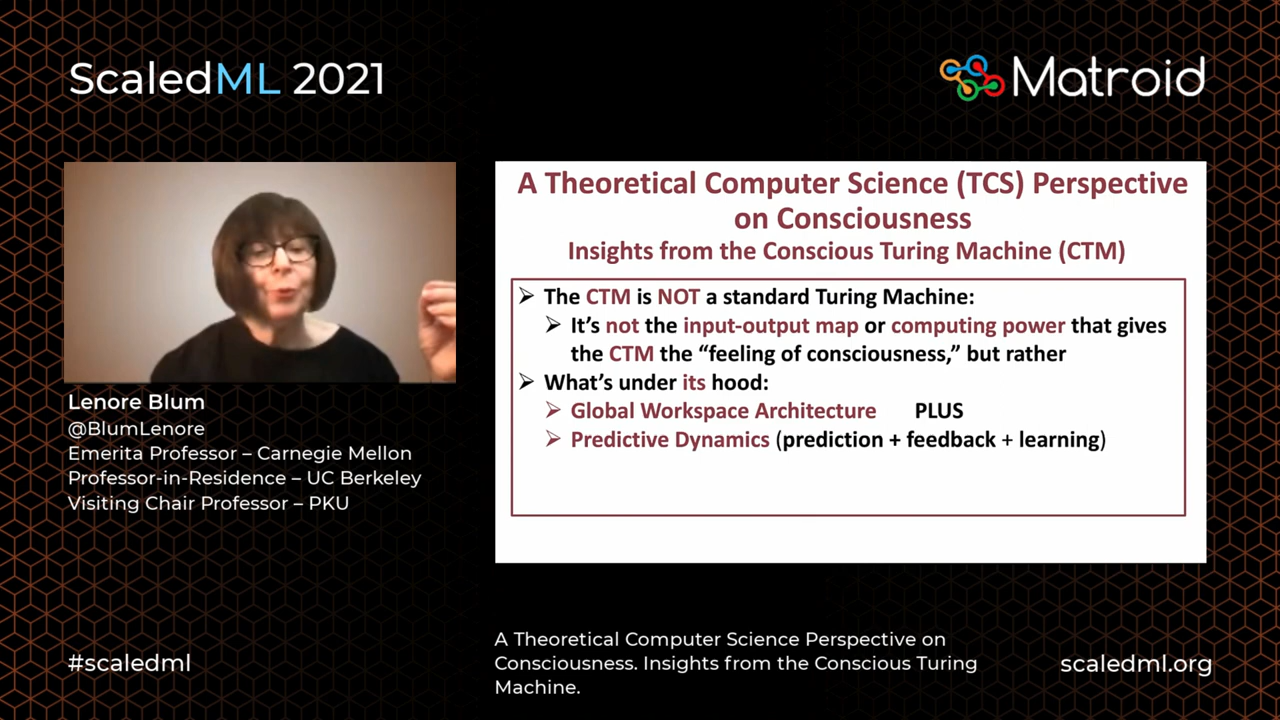 ScaledML 2021
Matroid
A Theoretical Computer Science (TCS) Perspective
on Consciousness
Insights from the Conscious Turing Machine (CTM)
➢ The CTM is NOT a standard Turing Machine:
➢ It’s not the input-output map or computing power that gives
the CTM the “feeling of consciousness,” but rather
➢ What’s under its hood:
➢ Global Workspace Architecture PLUS
➢ Predictive Dynamics (prediction + feedback + learning)
Lenore Blum
@BlumLenore
Emerita Professor – Carnegie Mellon
Professor-in-Residence – UC Berkeley
Visiting Chair Professor – PKU
#scaledml
A Theoretical Computer Science Perspective on
Consciousness. Insights from the Conscious Turing
Machine.
scaledml.org